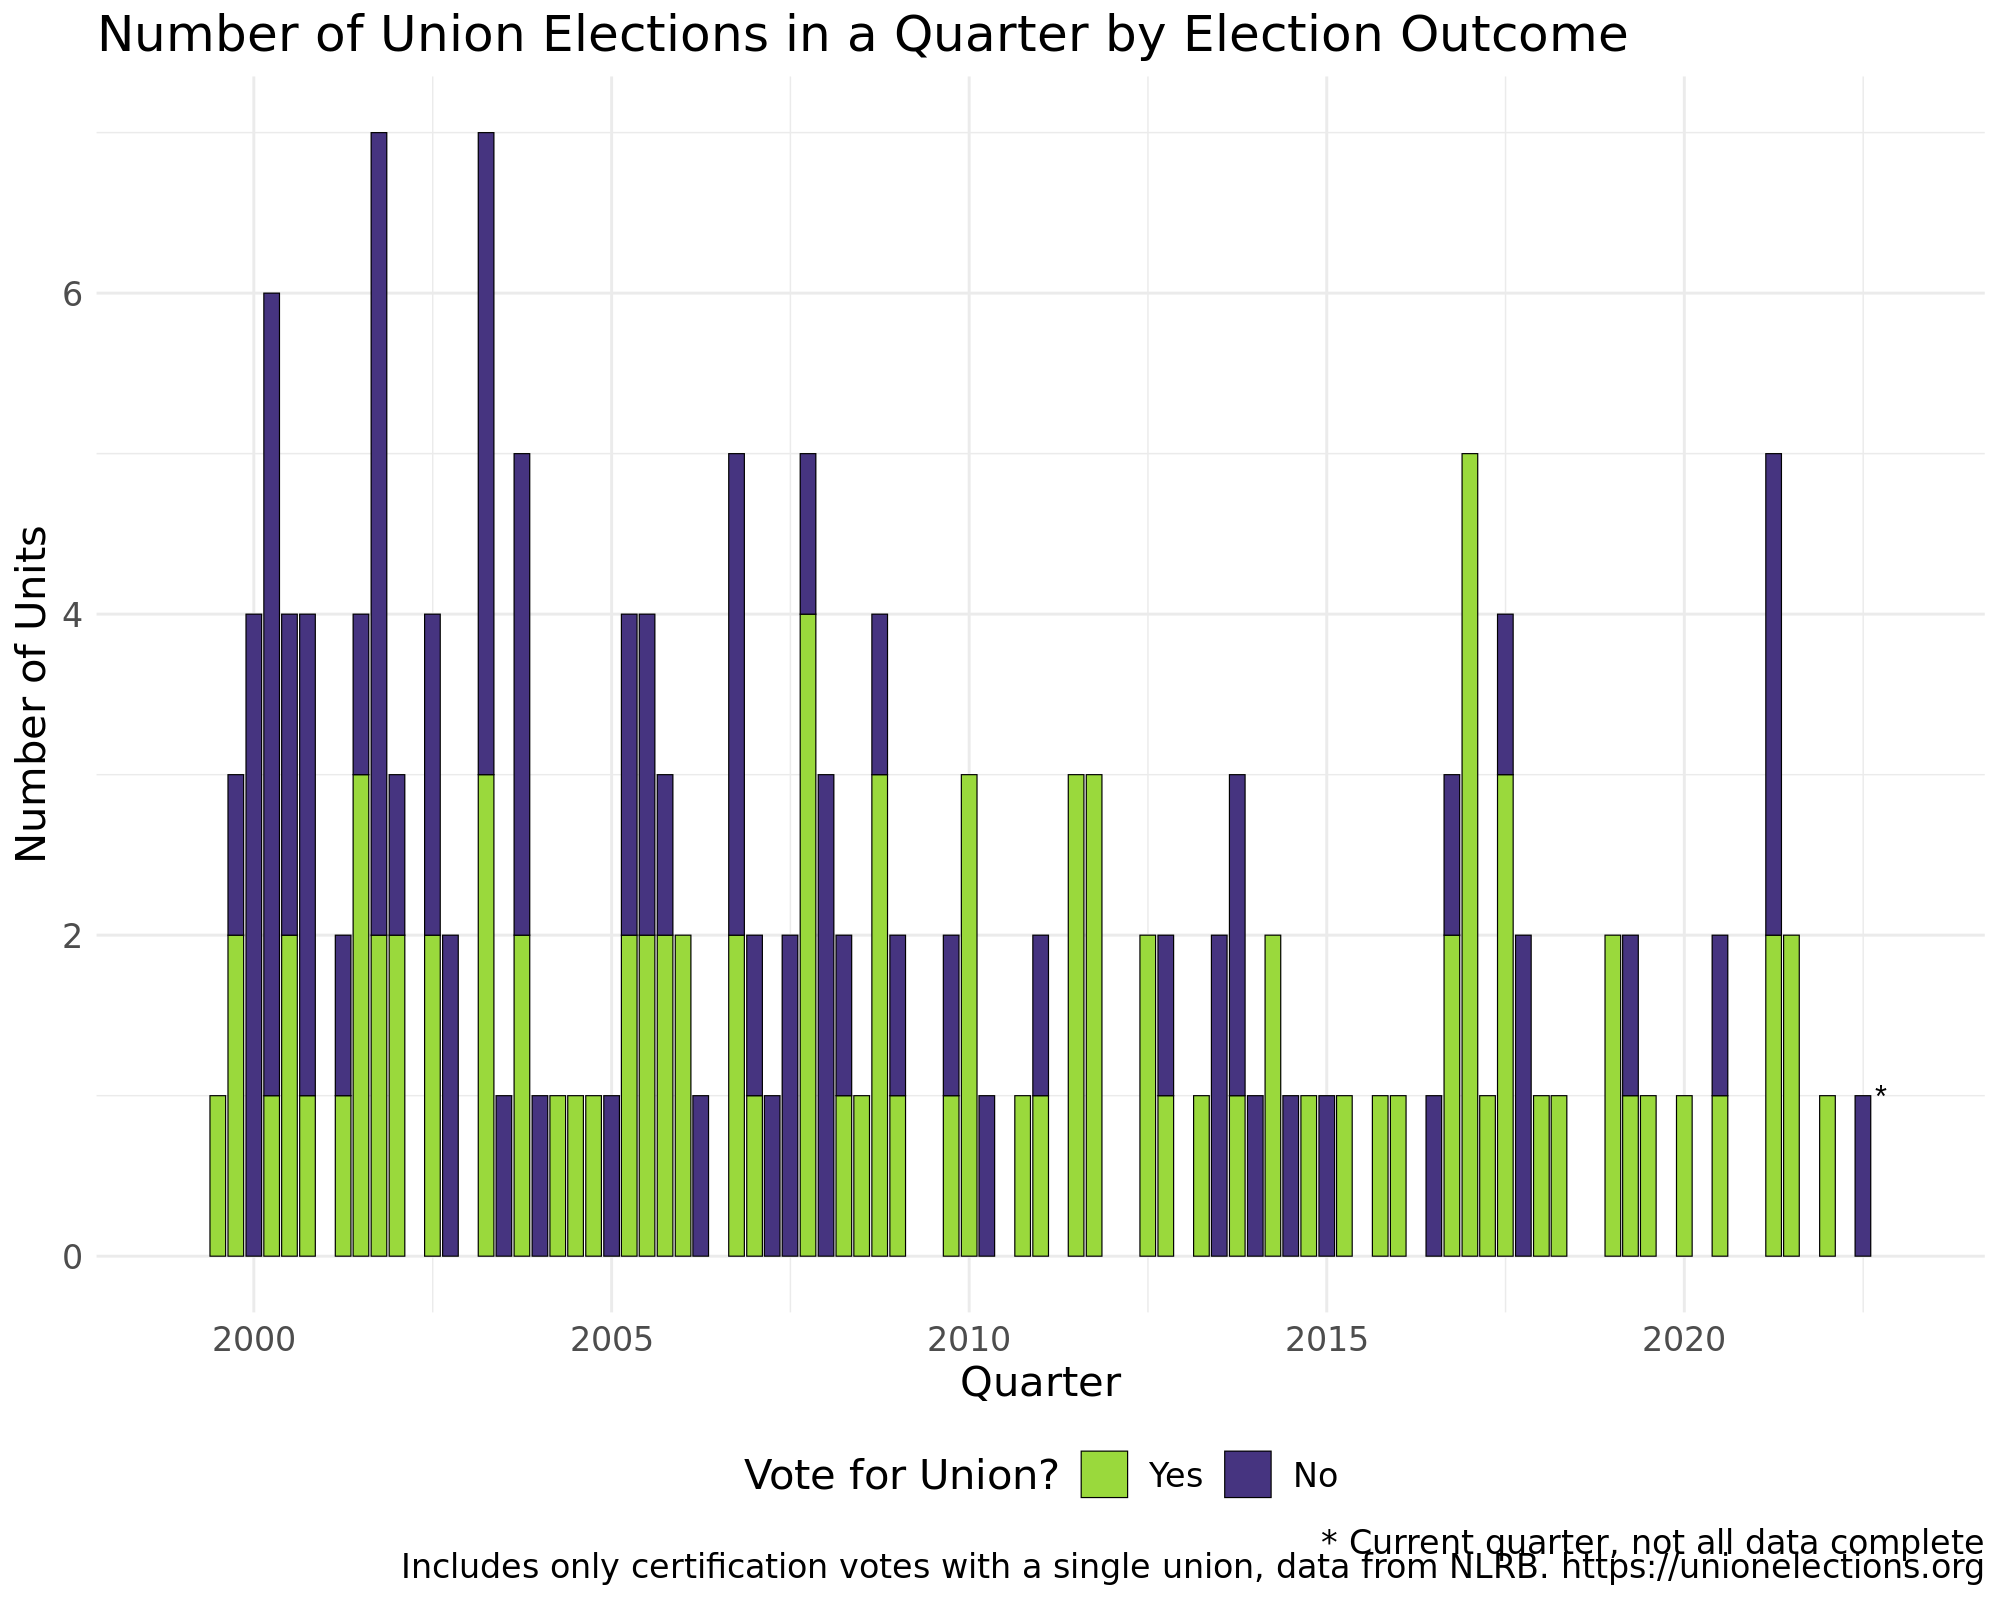 Number of Union Elections in a Quarter by Election Outcome
Number of Units
6
4
2
0
*
2000 2005 2010 2015 2020
Quarter
Vote for Union? Yes No
* Current quarter, not all data complete
Includes only certification votes with a single union, data from NLRB. https://unionelections.org